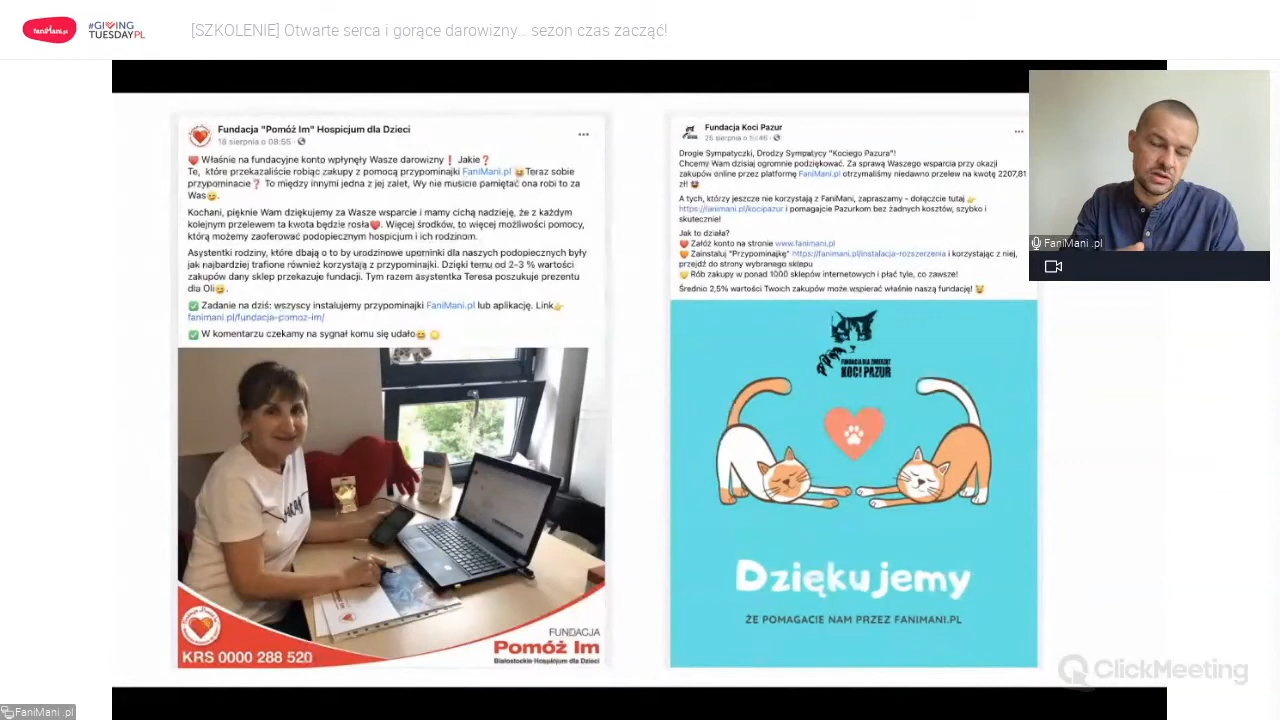 faniMani.pl
#GIVING
TUESDAYPL
[SZKOLENIE] Otwarte serca i gorące darowizny... sezon czas zacząć!
Fundacja "Pomóż Im" Hospicjum dla Dzieci
18 sierpnia o 08:55
Właśnie na fundacyjne konto wpłynęły Wasze darowizny❗ Jakie❓
Te, które przekazaliście robiąc zakupy z pomocą przypominajki FaniMani.pl 😅Teraz sobie
przypominacie❓ To między innymi jedna z jej zalet, Wy nie musicie pamiętać ona robi to za
Was😅.
Kochani, pięknie Wam dziękujemy za Wasze wsparcie i mamy cichą nadzieję, że z każdym
kolejnym przelewem ta kwota będzie rosła❤️. Więcej środków, to więcej możliwości pomocy,
którą możemy zaoferować podopiecznym hospicjum i ich rodzinom.
Asystentki rodziny, które dbają o to by urodzinowe upominki dla naszych podopiecznych były
jak najbardziej trafione również korzystają z przypominajki. Dzięki temu od 2-3 % wartości
zakupów dany sklep przekazuje fundacji. Tym razem asystentka Teresa poszukuje prezentu
dla Oli😅.
✅ Zadanie na dziś: wszyscy instalujemy przypominajki FaniMani.pl lub aplikację. Link👉
fanimani.pl/fundacja-pomoz-im/
✅ W komentarzu czekamy na sygnał komu się udało😄 🙂
KRS 0000 288 520
FUNDACJA
Pomóż Im
Białostockie Hospicjum dla Dzieci
Fundacja Koci Pazur
26 sierpnia o 10:46
Drogie Sympatyczki, Drodzy Sympatycy "Kociego Pazura"!
Chcemy Wam dzisiaj ogromnie podziękować. Za sprawą Waszego wsparcia przy okazji
zakupów online przez platformę FaniMani.pl otrzymaliśmy niedawno przelew na kwotę 2207,81
zł! 😻
A tych, którzy jeszcze nie korzystają z FaniMani, zapraszamy - dołączcie tutaj 👉
https://fanimani.pl/kocipazur i pomagajcie Pazurkom bez żadnych kosztów, szybko i
skutecznie!
Jak to działa?
Załóż konto na stronie www.fanimani.pl
Zainstaluj "Przypominajkę" https://fanimani.pl/instalacja-rozszerzenia i korzystając z niej,
przejdź do strony wybranego sklepu
Rób zakupy w ponad 1000 sklepów internetowych i płać tyle, co zawsze!
Średnio 2,5% wartości Twoich zakupów może wspierać właśnie naszą fundację! 😺
FUNDACJA DLA ZWIERZĄT
KOCI PAZUR
Dziękujemy
ŻE POMAGACIE NAM PRZEZ FANIMANI.PL
FaniMani .pl
ClickMeeting
FaniMani .pl